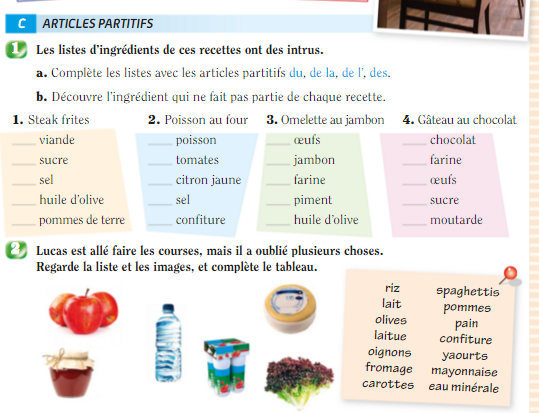 C ARTICLES PARTITIFS
1 Les listes d'ingrédients de ces recettes ont des intrus.
a. Complète les listes avec les articles partitifs du, de la, de l', des.
b. Découvre l'ingrédient qui ne fait pas partie de chaque recette.
1. Steak frites
____ viande
____ sucre
____ sel
____ huile d'olive
____ pommes de terre
2. Poisson au four
____ poisson
____ tomates
____ citron jaune
____ sel
____ confiture
3. Omelette au jambon
____ œufs
____ jambon
____ farine
____ piment
____ huile d'olive
4. Gâteau au chocolat
____ chocolat
____ farine
____ œufs
____ sucre
____ moutarde
2 Lucas est allé faire les courses, mais il a oublié plusieurs choses.
Regarde la liste et les images, et complète le tableau.
riz
lait
olives
laitue
oignons
fromage
carottes
spaghettis
pommes
pain
confiture
yaourts
mayonnaise
eau minérale